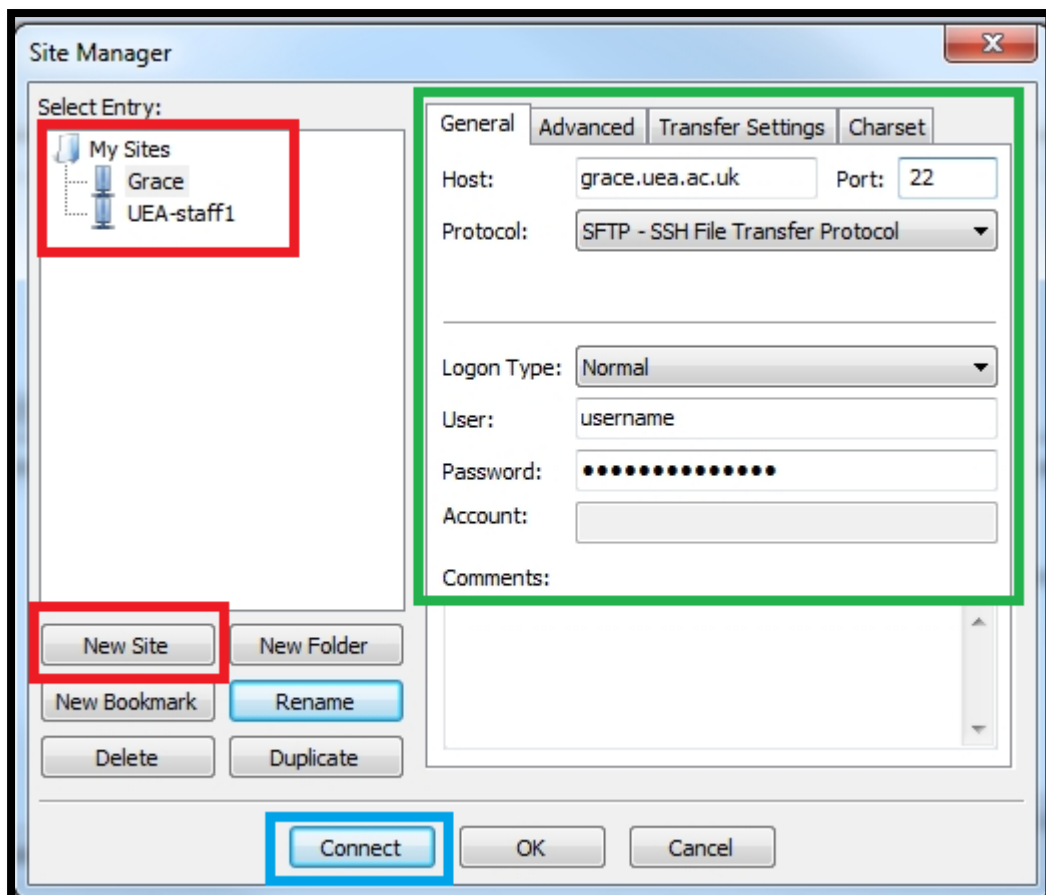 Site Manager
Select Entry:
My Sites
Grace
UEA-staff1
New Site
New Folder
New Bookmark
Rename
Delete
Duplicate
General
Advanced
Transfer Settings
Charset
Host:
grace.uea.ac.uk
Port:
22
Protocol:
SFTP - SSH File Transfer Protocol
Logon Type:
Normal
User:
username
Password:
••••••••••••••
Account:
Comments:
Connect
OK
Cancel